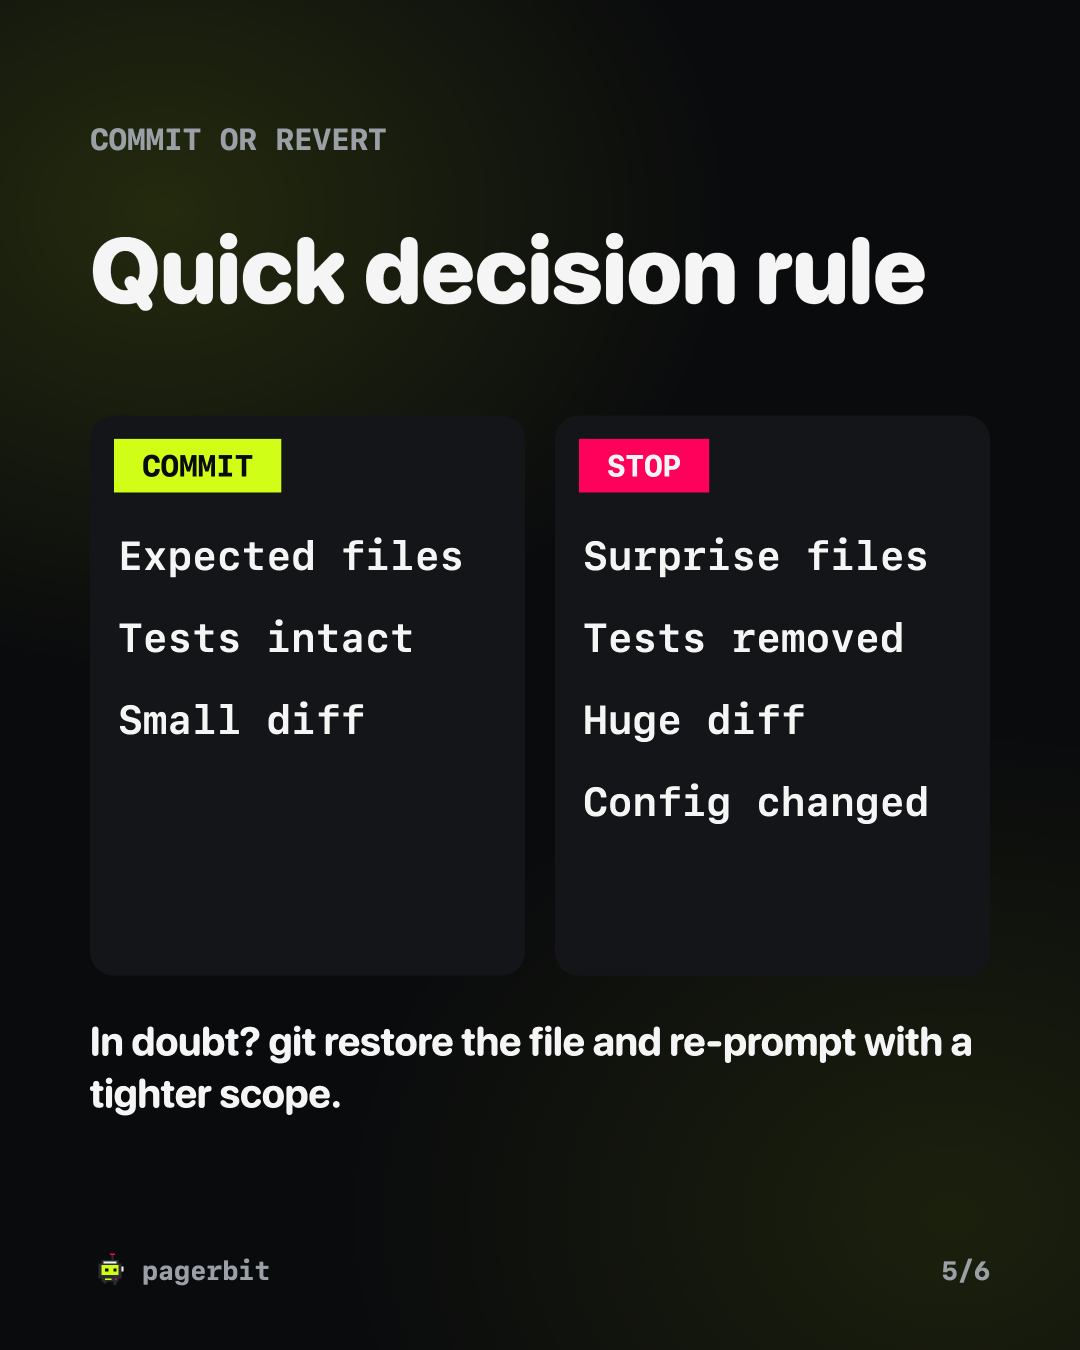 COMMIT OR REVERT
Quick decision rule
COMMIT
Expected files
Tests intact
Small diff
STOP
Surprise files
Tests removed
Huge diff
Config changed
In doubt? git restore the file and re-prompt with a
tighter scope.
pagerbit
5/6